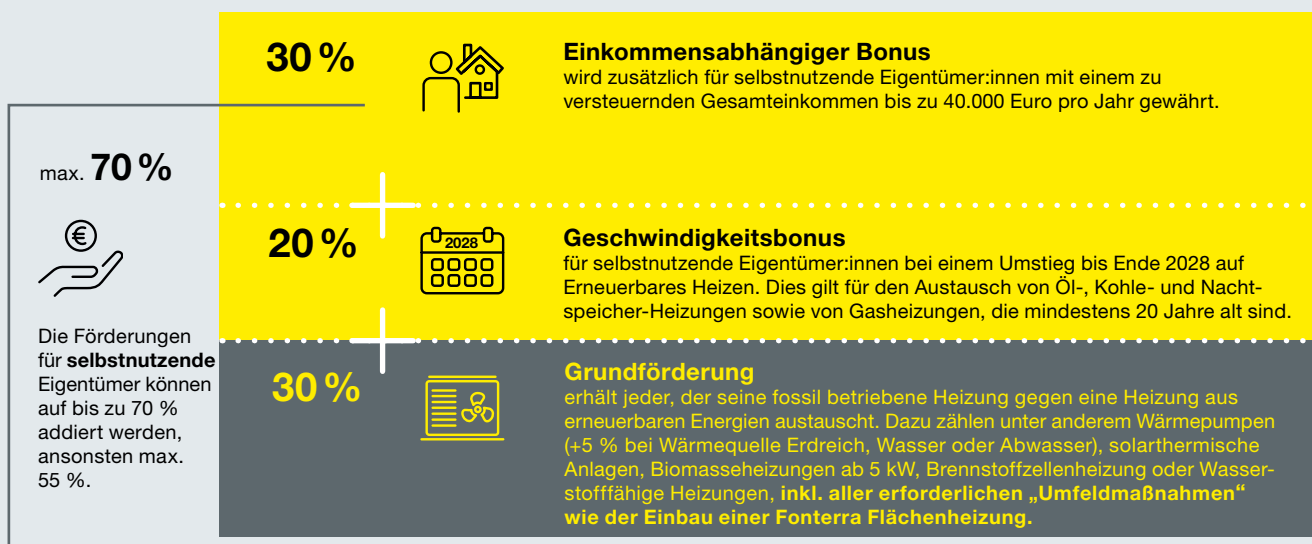 max. 70 %
€
Die Förderungen
für selbstnutzende
Eigentümer können
auf bis zu 70 %
addiert werden,
ansonsten max.
55 %.
30 %
Einkommensabhängiger Bonus
wird zusätzlich für selbstnutzende Eigentümer:innen mit einem zu
versteuernden Gesamteinkommen bis zu 40.000 Euro pro Jahr gewährt.
20 %
2028
Geschwindigkeitsbonus
für selbstnutzende Eigentümer:innen bei einem Umstieg bis Ende 2028 auf
Erneuerbares Heizen. Dies gilt für den Austausch von Öl-, Kohle- und Nacht-
speicher-Heizungen sowie von Gasheizungen, die mindestens 20 Jahre alt sind.
30 %
Grundförderung
erhält jeder, der seine fossil betriebene Heizung gegen eine Heizung aus
erneuerbaren Energien austauscht. Dazu zählen unter anderem Wärmepumpen
(+5 % bei Wärmequelle Erdreich, Wasser oder Abwasser), solarthermische
Anlagen, Biomasseheizungen ab 5 kW, Brennstoffzellenheizung oder Wasser-
stofffähige Heizungen, inkl. aller erforderlichen „Umfeldmaßnahmen“
wie der Einbau einer Fonterra Flächenheizung.